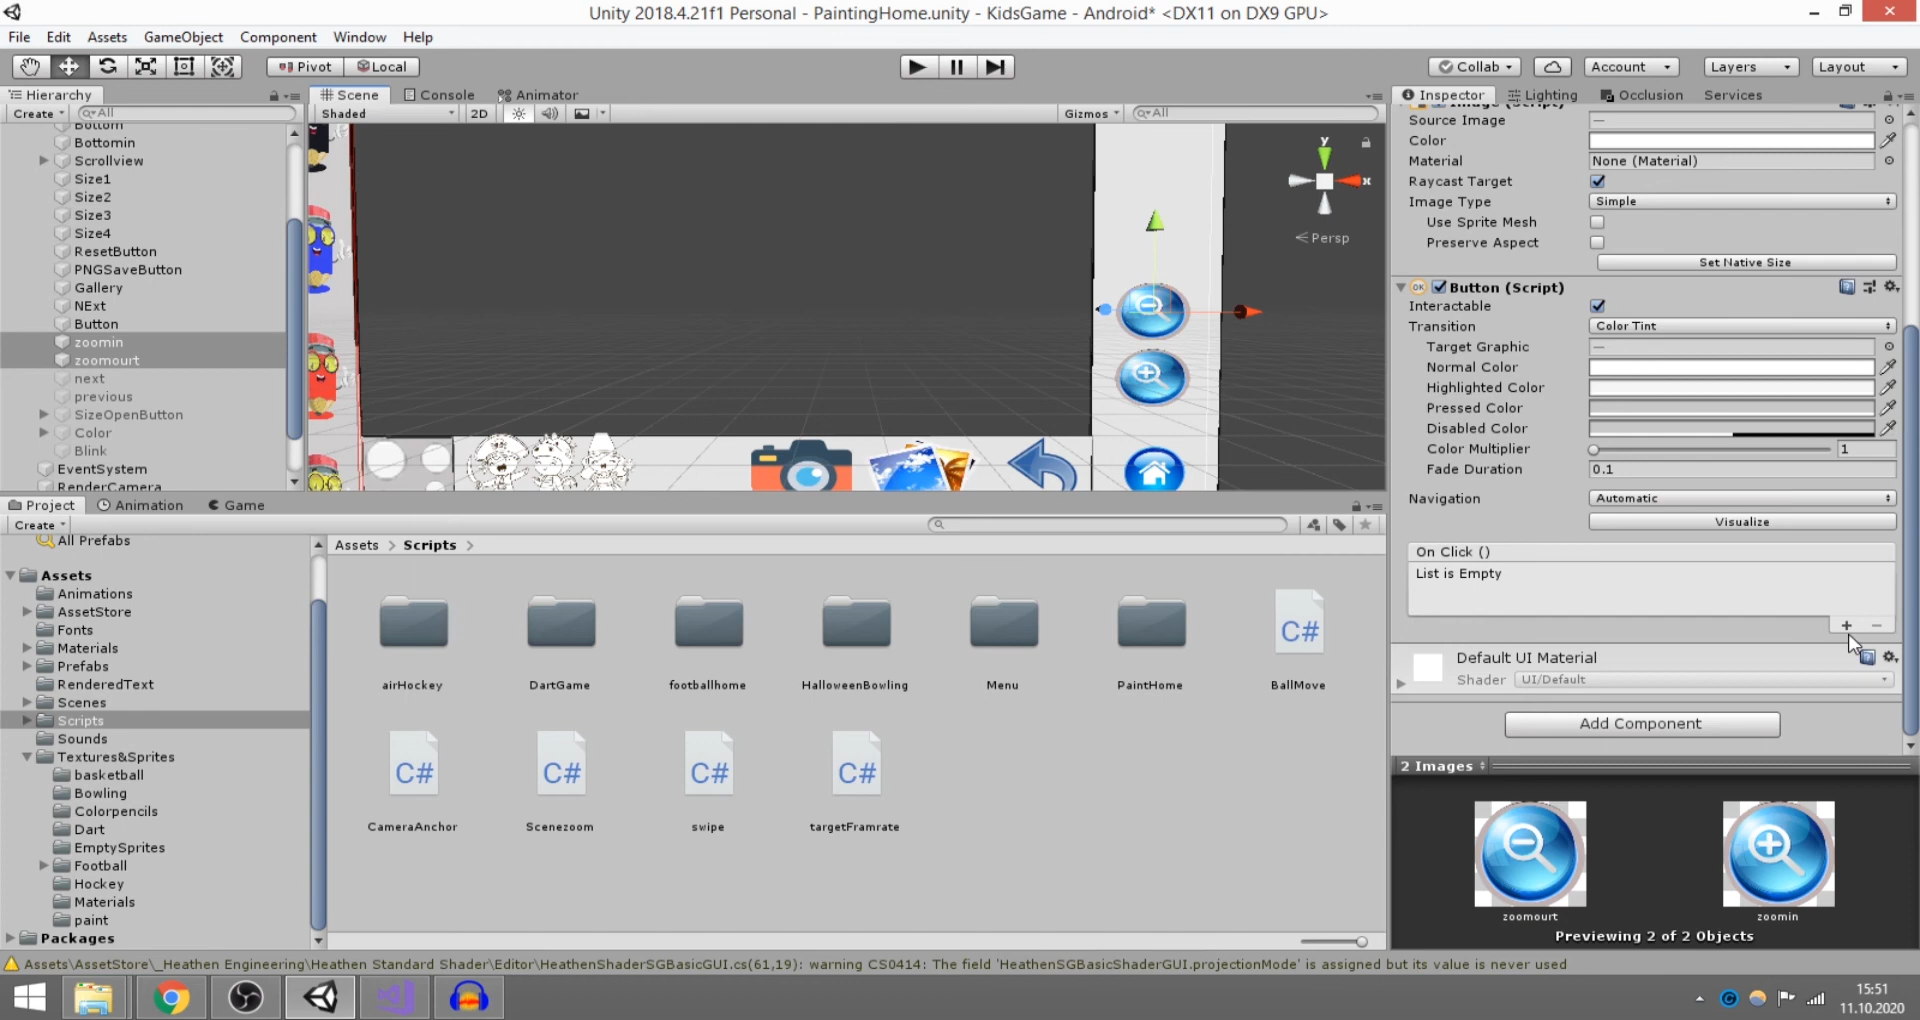 Unity 2018.4.21f1 Personal - PaintingHome.unity - KidsGame - Android* <DX11 on DX9 GPU>
File Edit Assets GameObject Component Window Help
Pivot Local
Collab Account Layers Layout
Hierarchy
Scene Console Animator
Inspector Lighting Occlusion Services
Create All
Shaded 2D Gizmos All
Bottom
Bottomin
Scrollview
Size1
Size2
Size3
Size4
ResetButton
PNGSaveButton
Gallery
NExt
Button
zoomin
zoomourt
next
previous
SizeOpenButton
Color
Blink
EventSystem
RenderCamera
y
x
Persp
Image (Script)
Source Image —
Color
Material None (Material)
Raycast Target
Image Type Simple
Use Sprite Mesh
Preserve Aspect
Set Native Size
OK Button (Script)
Interactable
Transition Color Tint
Target Graphic —
Normal Color
Highlighted Color
Pressed Color
Disabled Color
Color Multiplier 1
Fade Duration 0.1
Navigation Automatic
Visualize
On Click ()
List is Empty
+ −
Default UI Material
Shader UI/Default
Add Component
2 Images
zoomourt zoomin
Previewing 2 of 2 Objects
Project Animation Game
Create
All Prefabs
Assets
Animations
AssetStore
Fonts
Materials
Prefabs
RenderedText
Scenes
Scripts
Sounds
Textures&Sprites
basketball
Bowling
Colorpencils
Dart
EmptySprites
Football
Hockey
Materials
paint
Packages
Assets > Scripts >
C#
airHockey DartGame footballhome HalloweenBowling Menu PaintHome BallMove
C# C# C# C#
CameraAnchor Scenezoom swipe targetFramrate
Assets\AssetStore\_Heathen Engineering\Heathen Standard Shader\Editor\HeathenShaderSGBasicGUI.cs(61,19): warning CS0414: The field 'HeathenSGBasicShaderGUI.projectionMode' is assigned but its value is never used
15:51
11.10.2020